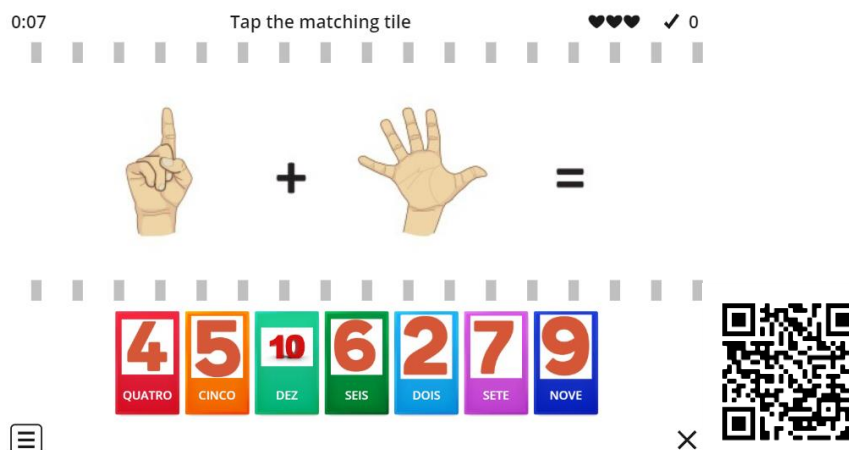 0:07 Tap the matching tile ✓ 0
+ =
4 5 10 6 2 7 9
QUATRO CINCO DEZ SEIS DOIS SETE NOVE